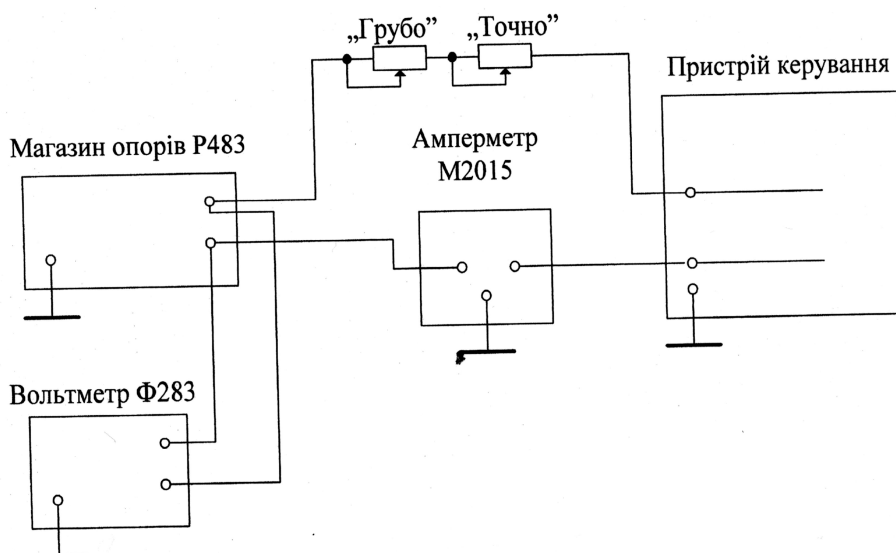 „Грубо” „Точно”
Пристрій керування
Магазин опорів Р483
Амперметр
М2015
Вольтметр Ф283